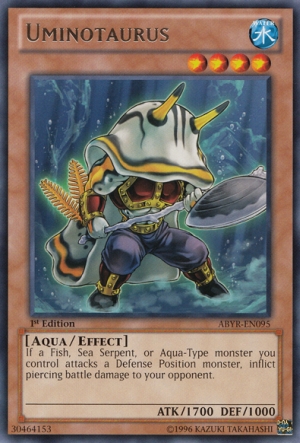 UMINOTAURUS
WATER
水
1st Edition
ABYR-EN095
[AQUA / EFFECT]
If a Fish, Sea Serpent, or Aqua-Type monster you
control attacks a Defense Position monster, inflict
piercing battle damage to your opponent.
ATK/1700 DEF/1000
30464153
©1996 KAZUKI TAKAHASHI